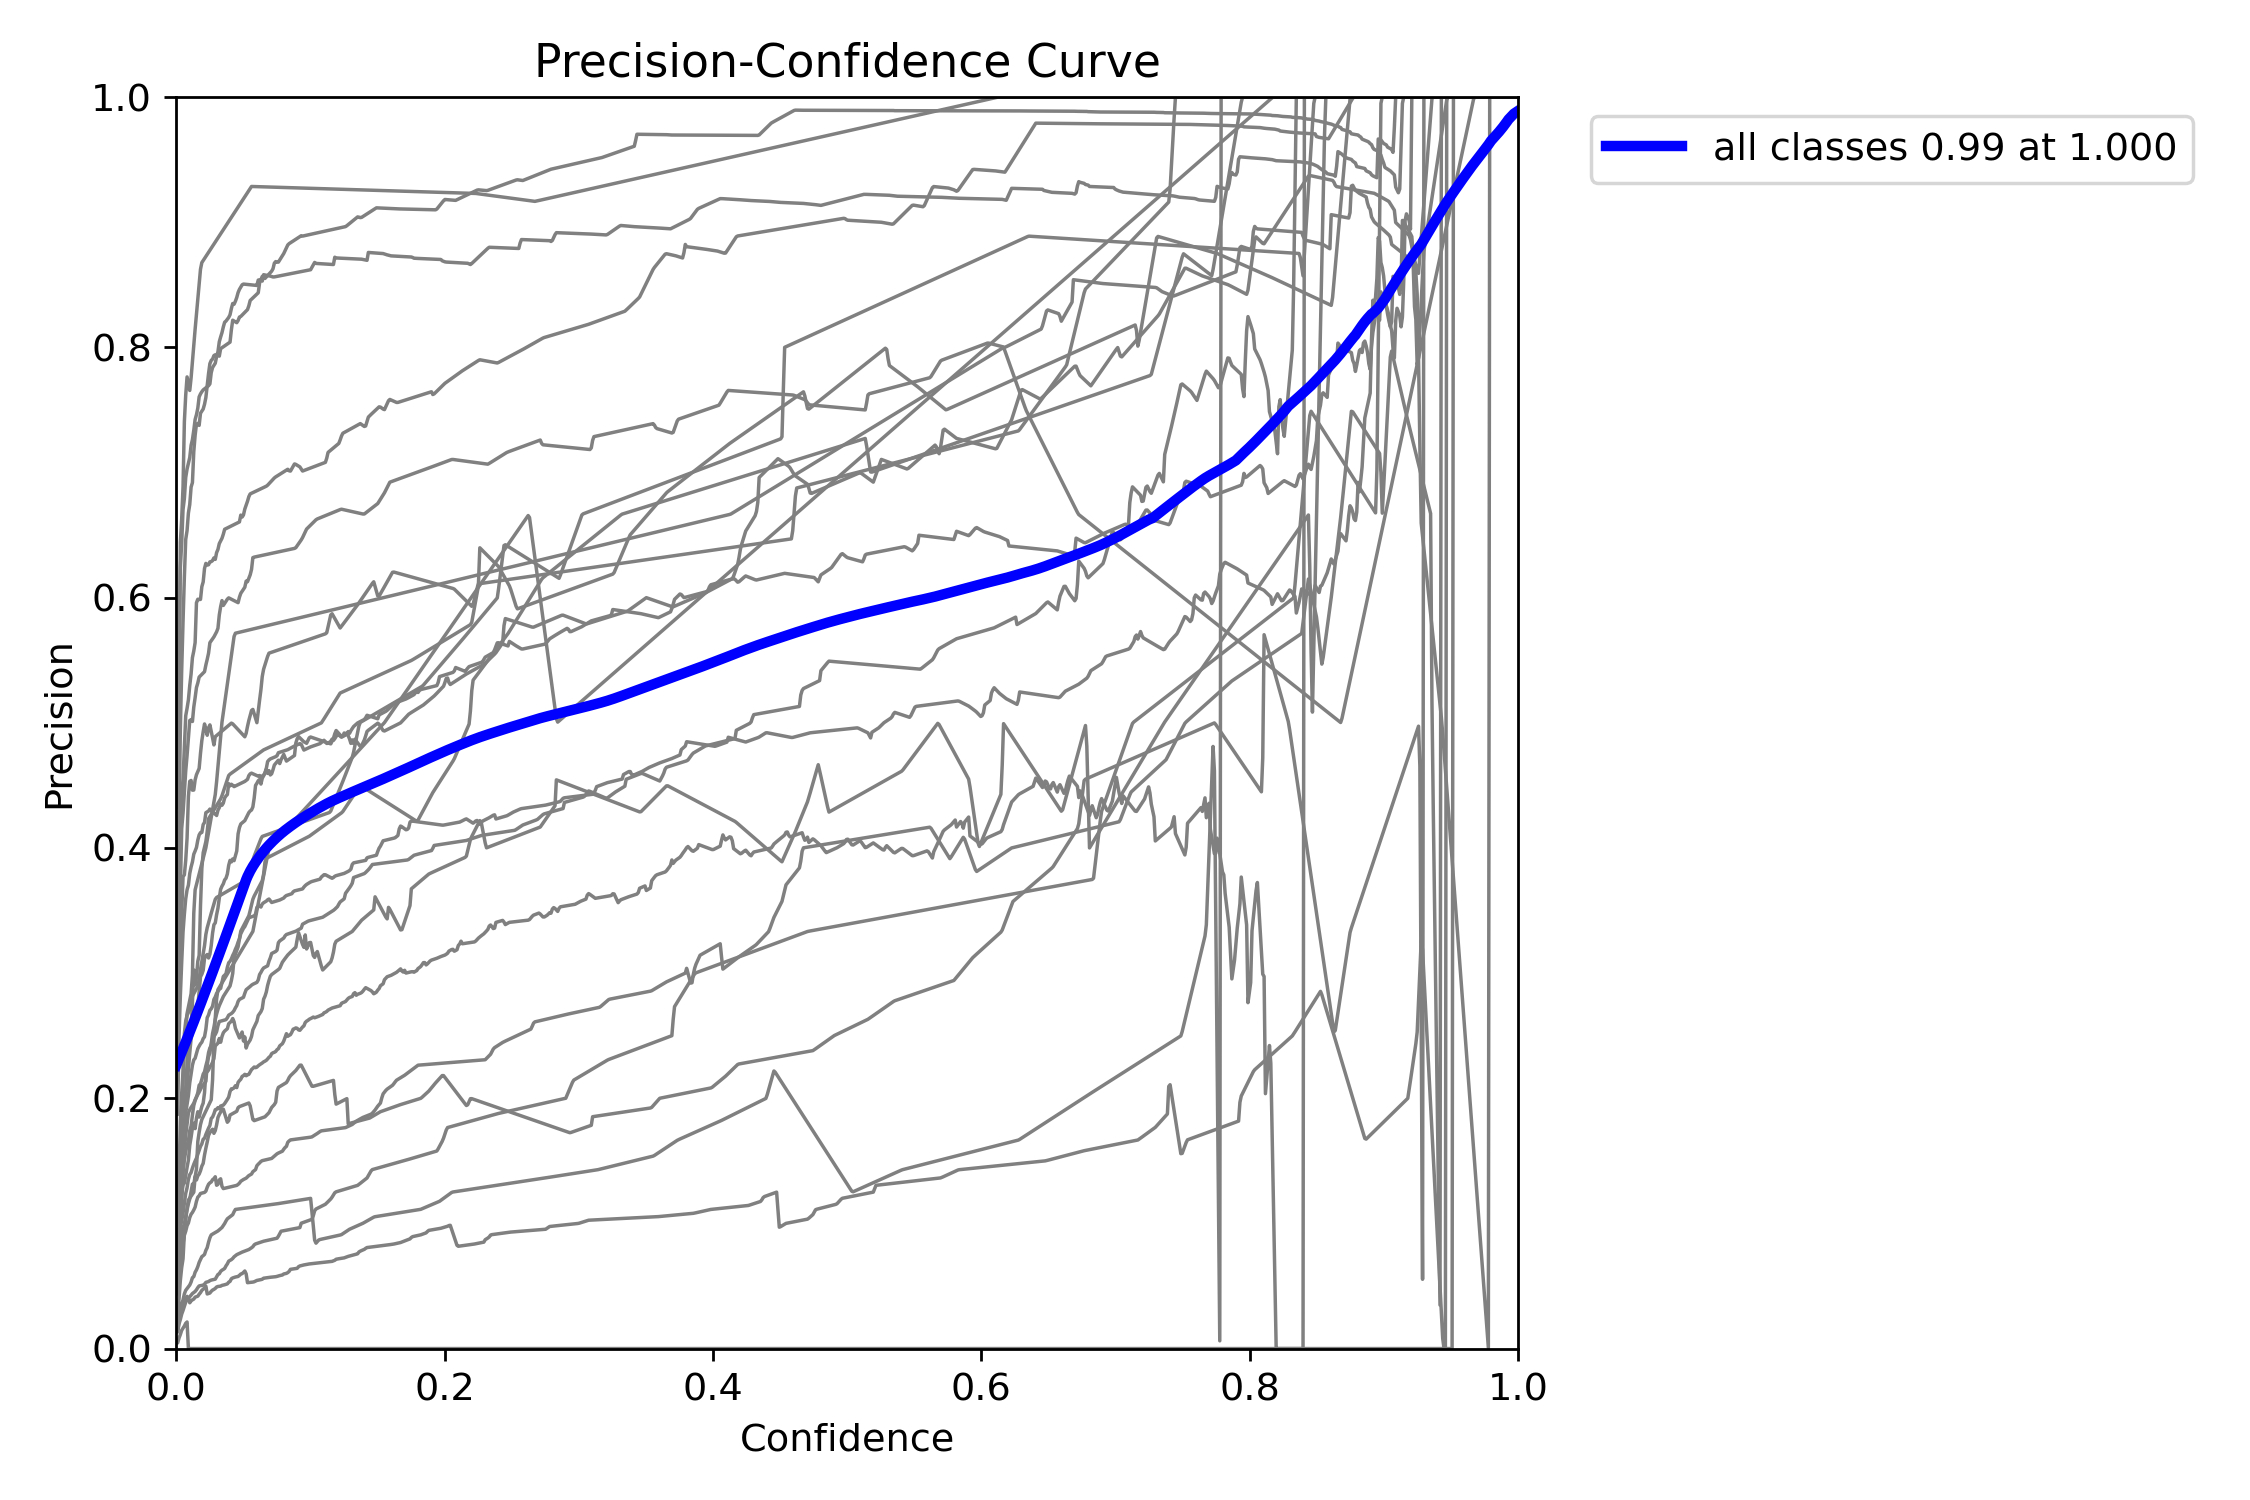 Precision-Confidence Curve
all classes 0.99 at 1.000
1.0
0.8
0.6
0.4
0.2
0.0
Precision
0.0 0.2 0.4 0.6 0.8 1.0
Confidence